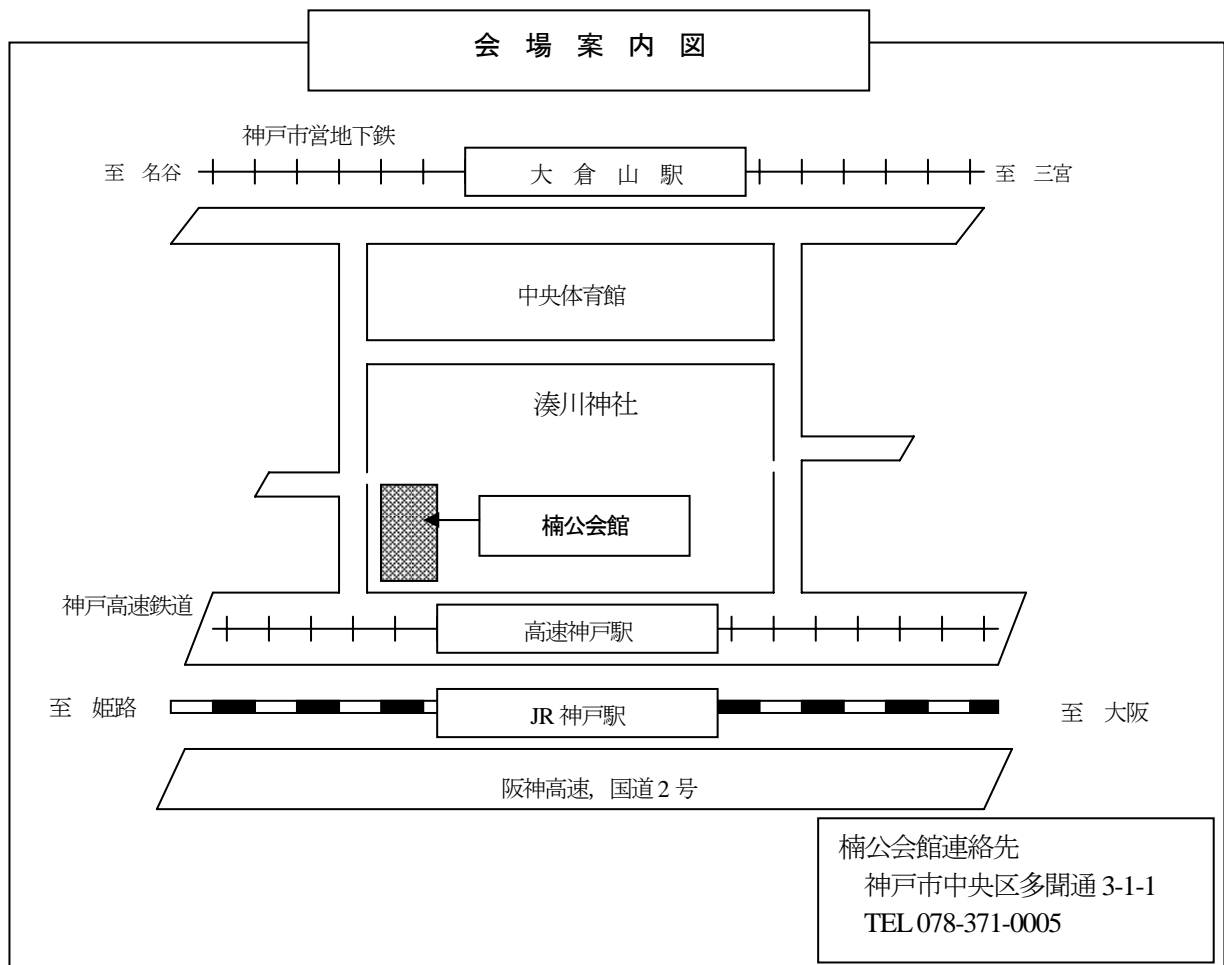 会場案内図
神戸市営地下鉄
至 名谷
大倉山駅
至 三宮
中央体育館
湊川神社
楠公会館
神戸高速鉄道
高速神戸駅
至 姫路
JR 神戸駅
至 大阪
阪神高速，国道2号
楠公会館連絡先
神戸市中央区多聞通 3-1-1
TEL 078-371-0005